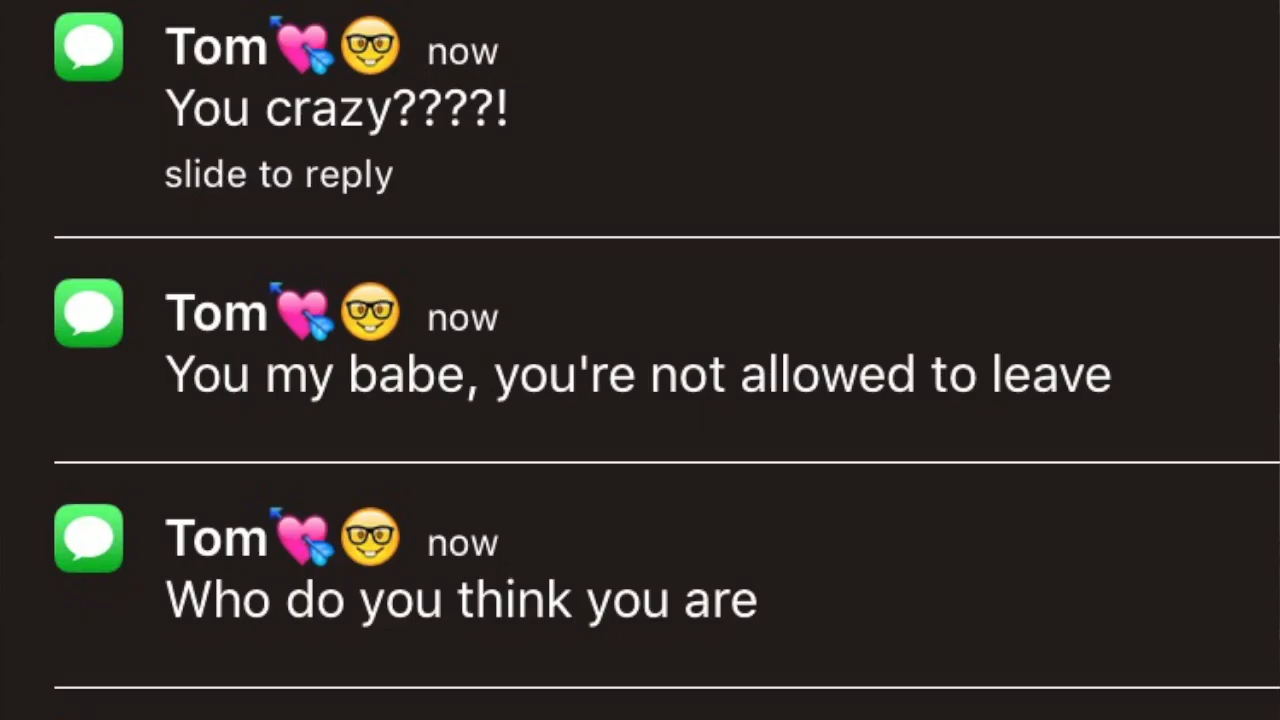 Tom💘🤓 now
You crazy????!
slide to reply
Tom💘🤓 now
You my babe, you're not allowed to leave
Tom💘🤓 now
Who do you think you are